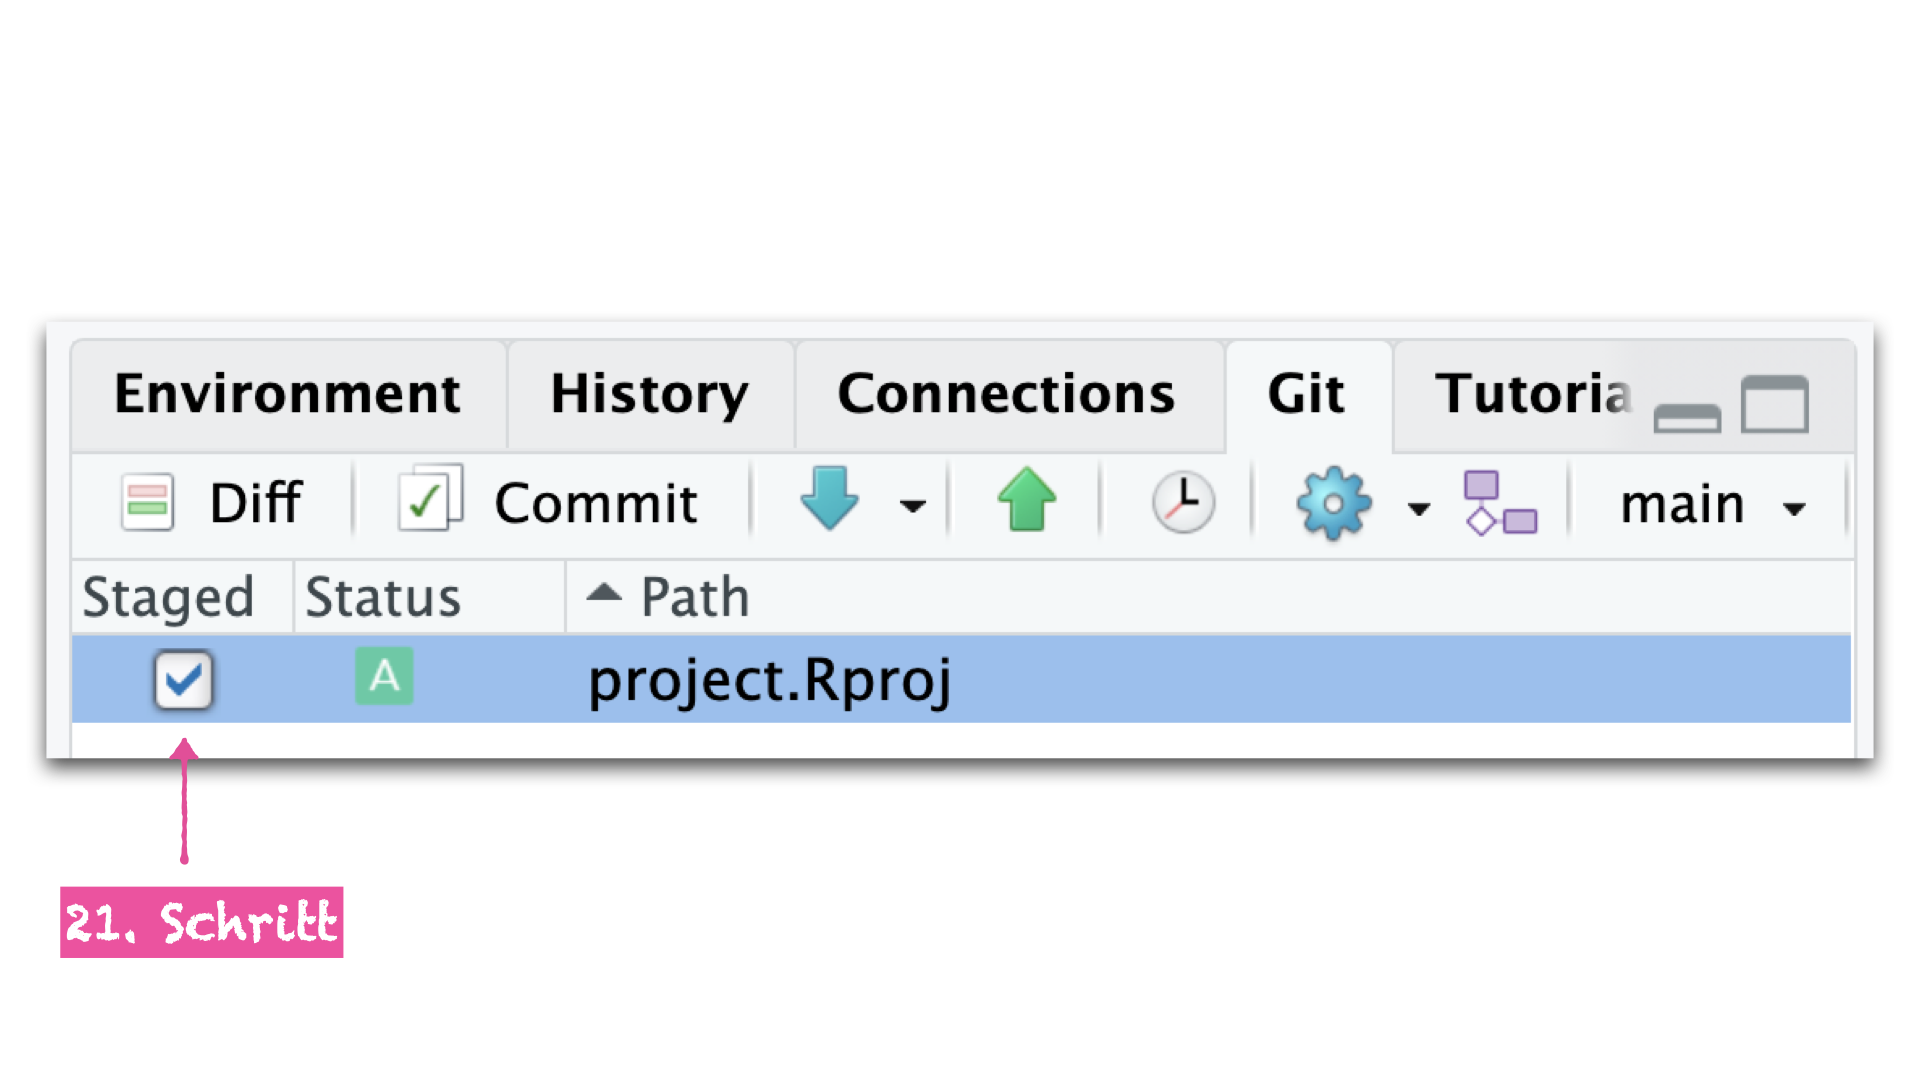 Environment History Connections Git Tutoria
Diff Commit main
Staged Status Path
A project.Rproj
21. Schritt